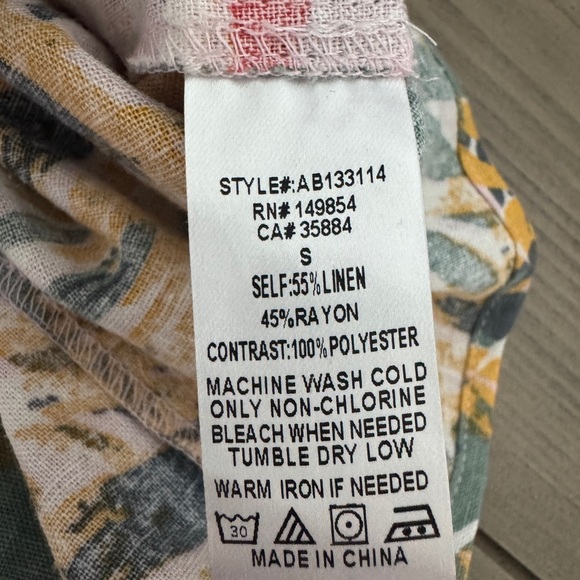 STYLE#:AB133114
RN# 149854
CA# 35884
S
SELF:55%LINEN
45%RAYON
CONTRAST:100%POLYESTER
MACHINE WASH COLD
ONLY NON-CHLORINE
BLEACH WHEN NEEDED
TUMBLE DRY LOW
WARM IRON IF NEEDED
30
MADE IN CHINA